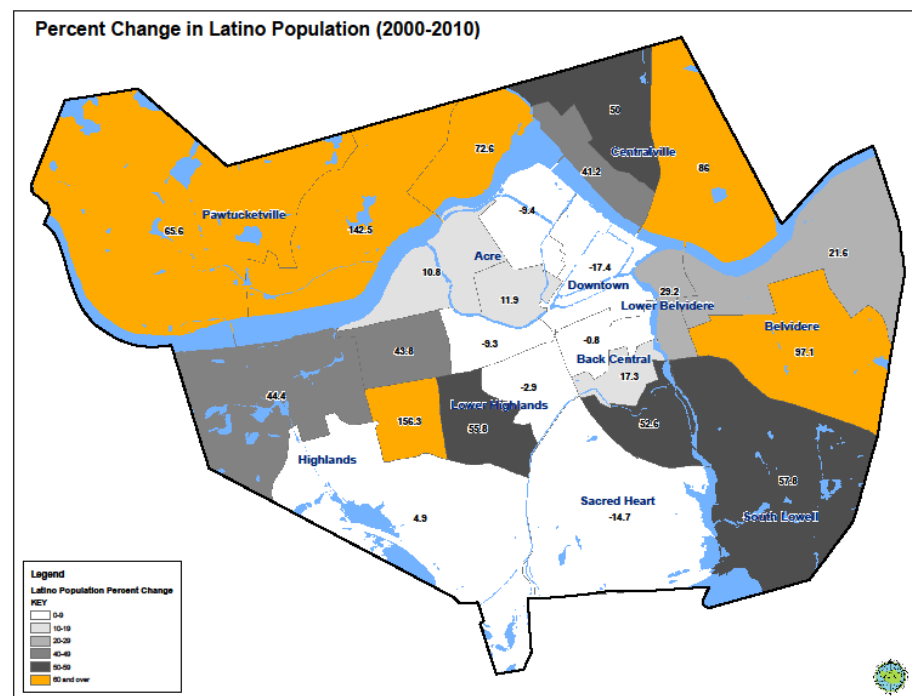 Percent Change in Latino Population (2000-2010)
50
72.6
Centralville
86
41.2
Pawtucketville
-9.4
65.6
142.5
21.6
Acre
10.8
-17.4
Downtown
29.2
11.9
Lower Belvidere
Belvidere
-9.3
-0.8
43.8
Back Central
97.1
17.3
-2.9
44.4
Lower Highlands
156.3
55.8
52.6
Highlands
57.8
Sacred Heart
4.9
-14.7
South Lowell
Legend
Latino Population Percent Change
KEY
0-9
10-19
20-29
40-49
50-59
60 and over